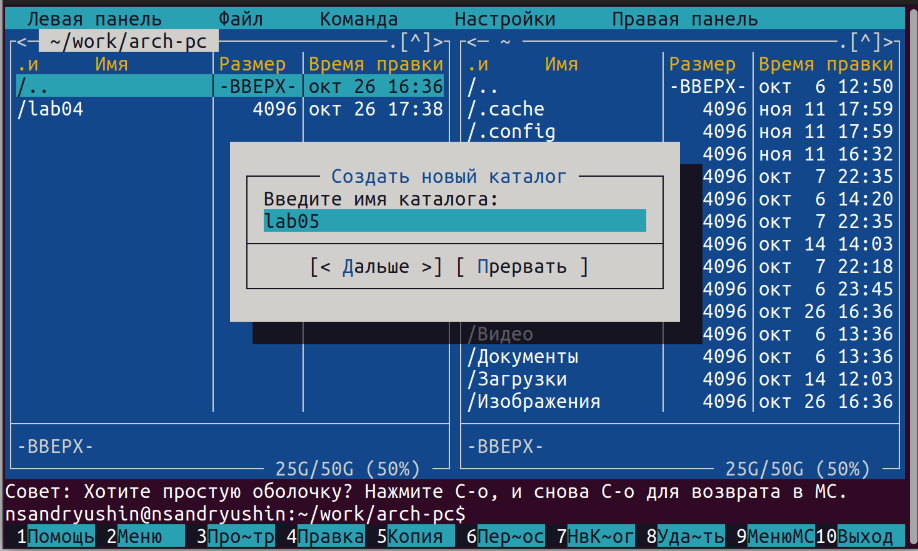 Левая панель Файл Команда Настройки Правая панель
<─ ~/work/arch-pc .[^]> <─ ~ .[^]>
.и Имя Размер Время правки .и Имя Размер Время правки
/.. -ВВЕРХ- окт 26 16:36 /.. -ВВЕРХ- окт 6 12:50
/lab04 4096 окт 26 17:38 /.cache 4096 ноя 11 17:59
/.config 4096 ноя 11 17:59
4096 ноя 11 16:32
Создать новый каталог 4096 окт 7 22:35
Введите имя каталога: 4096 окт 6 14:20
lab05 4096 окт 7 22:35
4096 окт 14 14:03
[< Дальше >] [ Прервать ] 4096 окт 7 22:18
4096 окт 6 23:45
4096 окт 26 16:36
/Видео 4096 окт 6 13:36
/Документы 4096 окт 6 13:36
/Загрузки 4096 окт 14 12:03
/Изображения 4096 окт 26 16:36
-ВВЕРХ- -ВВЕРХ-
25G/50G (50%) 25G/50G (50%)
Совет: Хотите простую оболочку? Нажмите C-o, и снова C-o для возврата в MC.
nsandryushin@nsandryushin:~/work/arch-pc$
1Помощь 2Меню 3Про~тр 4Правка 5Копия 6Пер~ос 7НвК~ог 8Уда~ть 9МенюMC 10Выход